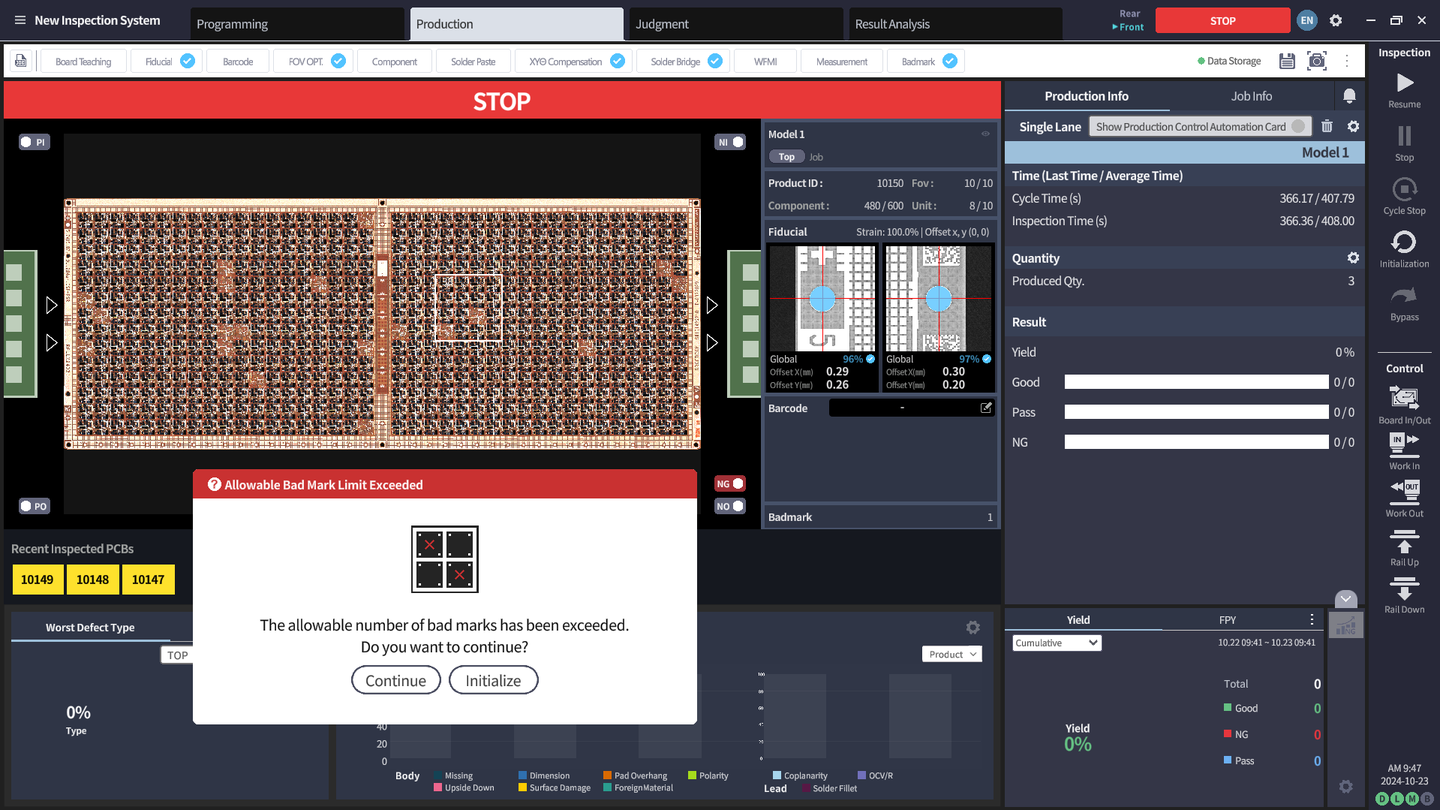 New Inspection System
Programming
Production
Judgment
Result Analysis
Rear
Front
STOP
EN
Board Teaching
Fiducial
Barcode
FOV OPT.
Component
Solder Paste
XYΘ Compensation
Solder Bridge
WFMI
Measurement
Badmark
Data Storage
STOP
PI
NI
PO
NG
NO
Model 1
Top Job
Product ID : 10150 Fov : 10 / 10
Component : 480 / 600 Unit : 8 / 10
Fiducial Strain: 100.0% | Offset x, y (0, 0)
Global 96% Global 97%
Offset X(mm) 0.29 Offset X(mm) 0.30
Offset Y(mm) 0.26 Offset Y(mm) 0.20
Barcode -
Badmark 1
Allowable Bad Mark Limit Exceeded
The allowable number of bad marks has been exceeded.
Do you want to continue?
Continue Initialize
Recent Inspected PCBs
10149 10148 10147
Worst Defect Type
TOP
0%
Type
Product
40
20
0
Body Missing Dimension Pad Overhang Polarity
Upside Down Surface Damage ForeignMaterial
Coplanarity OCV/R
Lead Solder Fillet
Production Info Job Info
Single Lane Show Production Control Automation Card
Model 1
Time (Last Time / Average Time)
Cycle Time (s) 366.17 / 407.79
Inspection Time (s) 366.36 / 408.00
Quantity
Produced Qty. 3
Result
Yield 0 %
Good 0 / 0
Pass 0 / 0
NG 0 / 0
Yield FPY
Cumulative 10.22 09:41 ~ 10.23 09:41
Total 0
Good 0
NG 0
Pass 0
Yield
0%
Inspection
Resume
Stop
Cycle Stop
Initialization
Bypass
Control
Board In/Out
IN
Work In
OUT
Work Out
Rail Up
Rail Down
AM 9:47
2024-10-23
D L M B